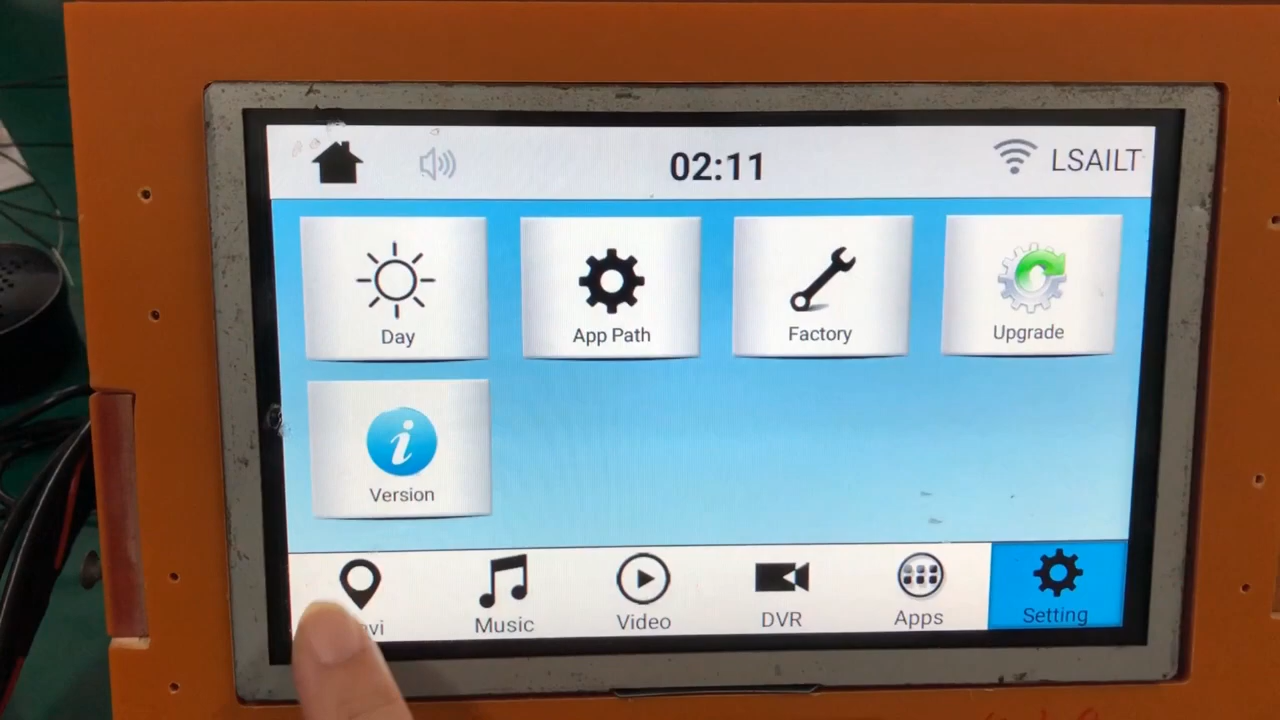 02:11 LSAILT
Day App Path Factory Upgrade
Version
Music Video DVR Apps Setting